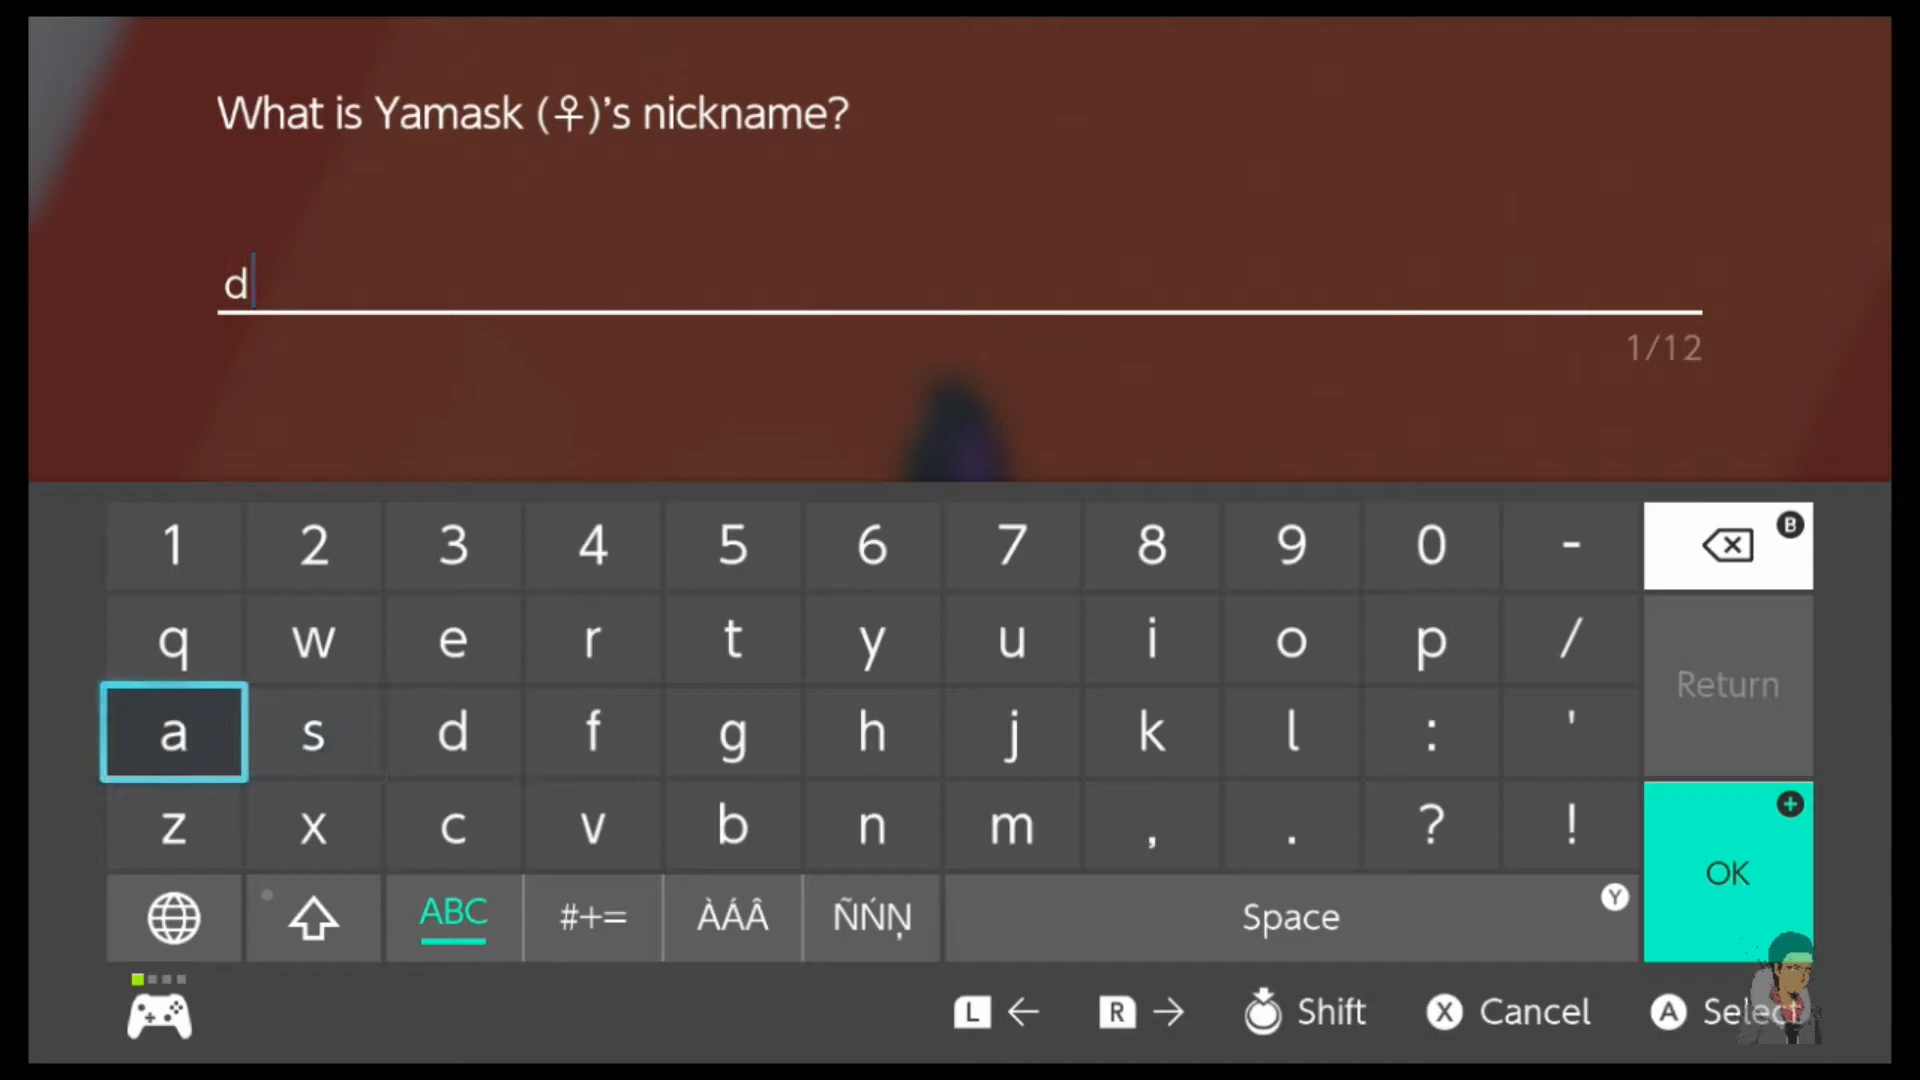 What is Yamask (♀)'s nickname?
d
1/12
1 2 3 4 5 6 7 8 9 0 - B
q w e r t y u i o p /
Return
a s d f g h j k l : '
z x c v b n m , . ? !
OK
ABC #+= ÀÁÂ ÑŃŅ Space Y
L ← R → Shift X Cancel A Select